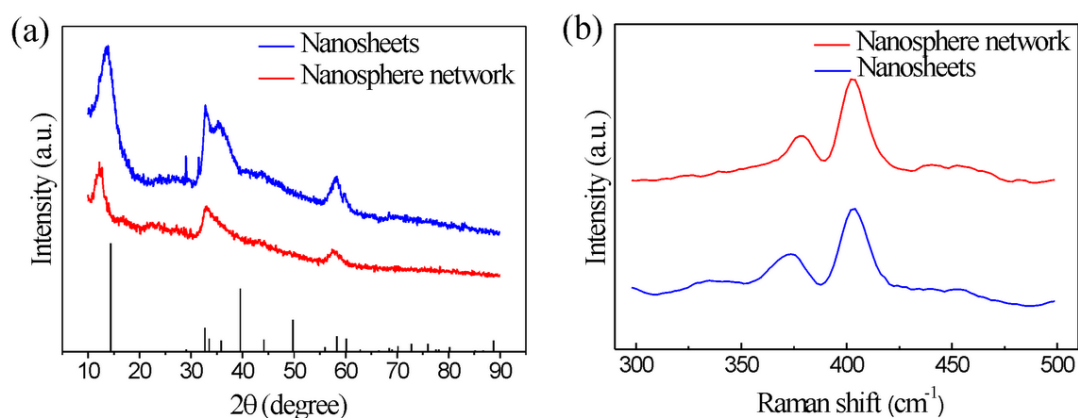 (a)
Nanosheets
Nanosphere network
Intensity (a.u.)
10 20 30 40 50 60 70 80 90
2θ (degree)
(b)
Nanosphere network
Nanosheets
Intensity (a.u.)
300 350 400 450 500
Raman shift (cm⁻¹)